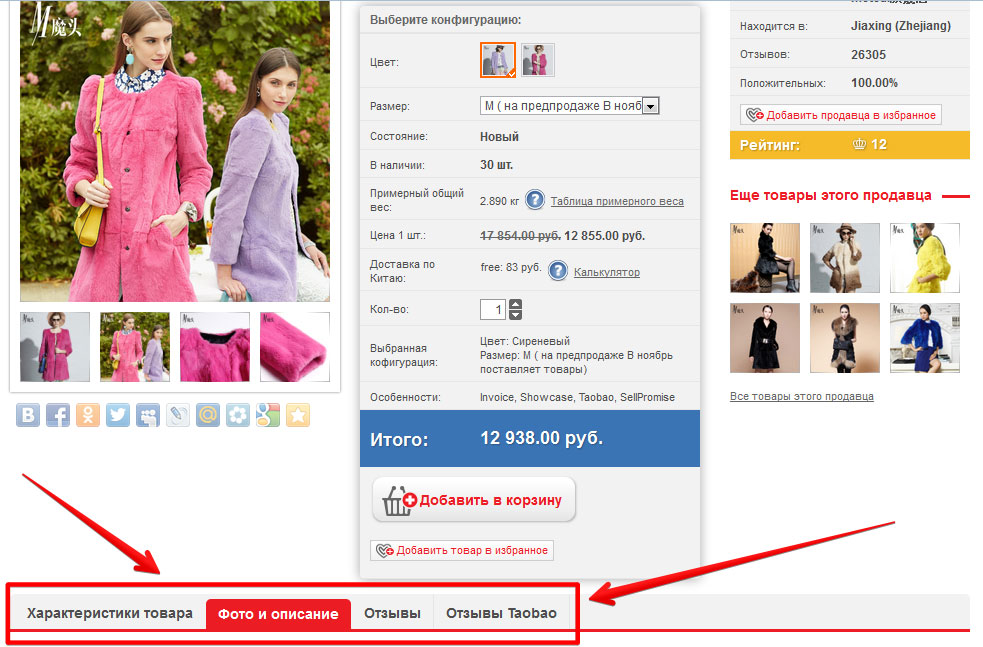 M魔头
Выберите конфигурацию:
Цвет:
Размер:
M ( на предпродаже В нояб
Состояние:
Новый
В наличии:
30 шт.
Примерный общий
вес:
2.890 кг
?
Таблица примерного веса
Цена 1 шт.:
17 854.00 руб. 12 855.00 руб.
Доставка по
Китаю:
free: 83 руб.
?
Калькулятор
Кол-во:
1
Выбранная
кофигурация:
Цвет: Сиреневый
Размер: M ( на предпродаже В ноябрь
поставляет товары)
Особенности:
Invoice, Showcase, Taobao, SellPromise
Итого:
12 938.00 руб.
Добавить в корзину
Добавить товар в избранное
Находится в:
Jiaxing (Zhejiang)
Отзывов:
26305
Положительных:
100.00%
Добавить продавца в избранное
Рейтинг:
12
Еще товары этого продавца
Все товары этого продавца
Характеристики товара
Фото и описание
Отзывы
Отзывы Taobao